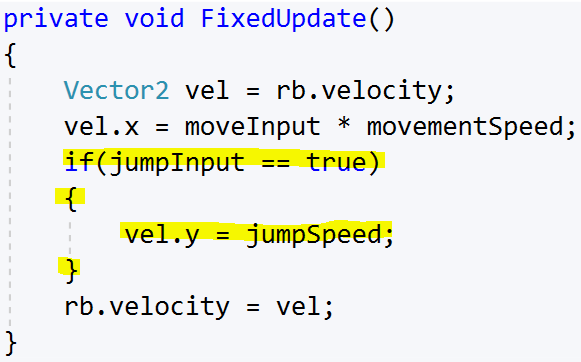 private void FixedUpdate()
{
    Vector2 vel = rb.velocity;
    vel.x = moveInput * movementSpeed;
    if(jumpInput == true)
    {
        vel.y = jumpSpeed;
    }
    rb.velocity = vel;
}